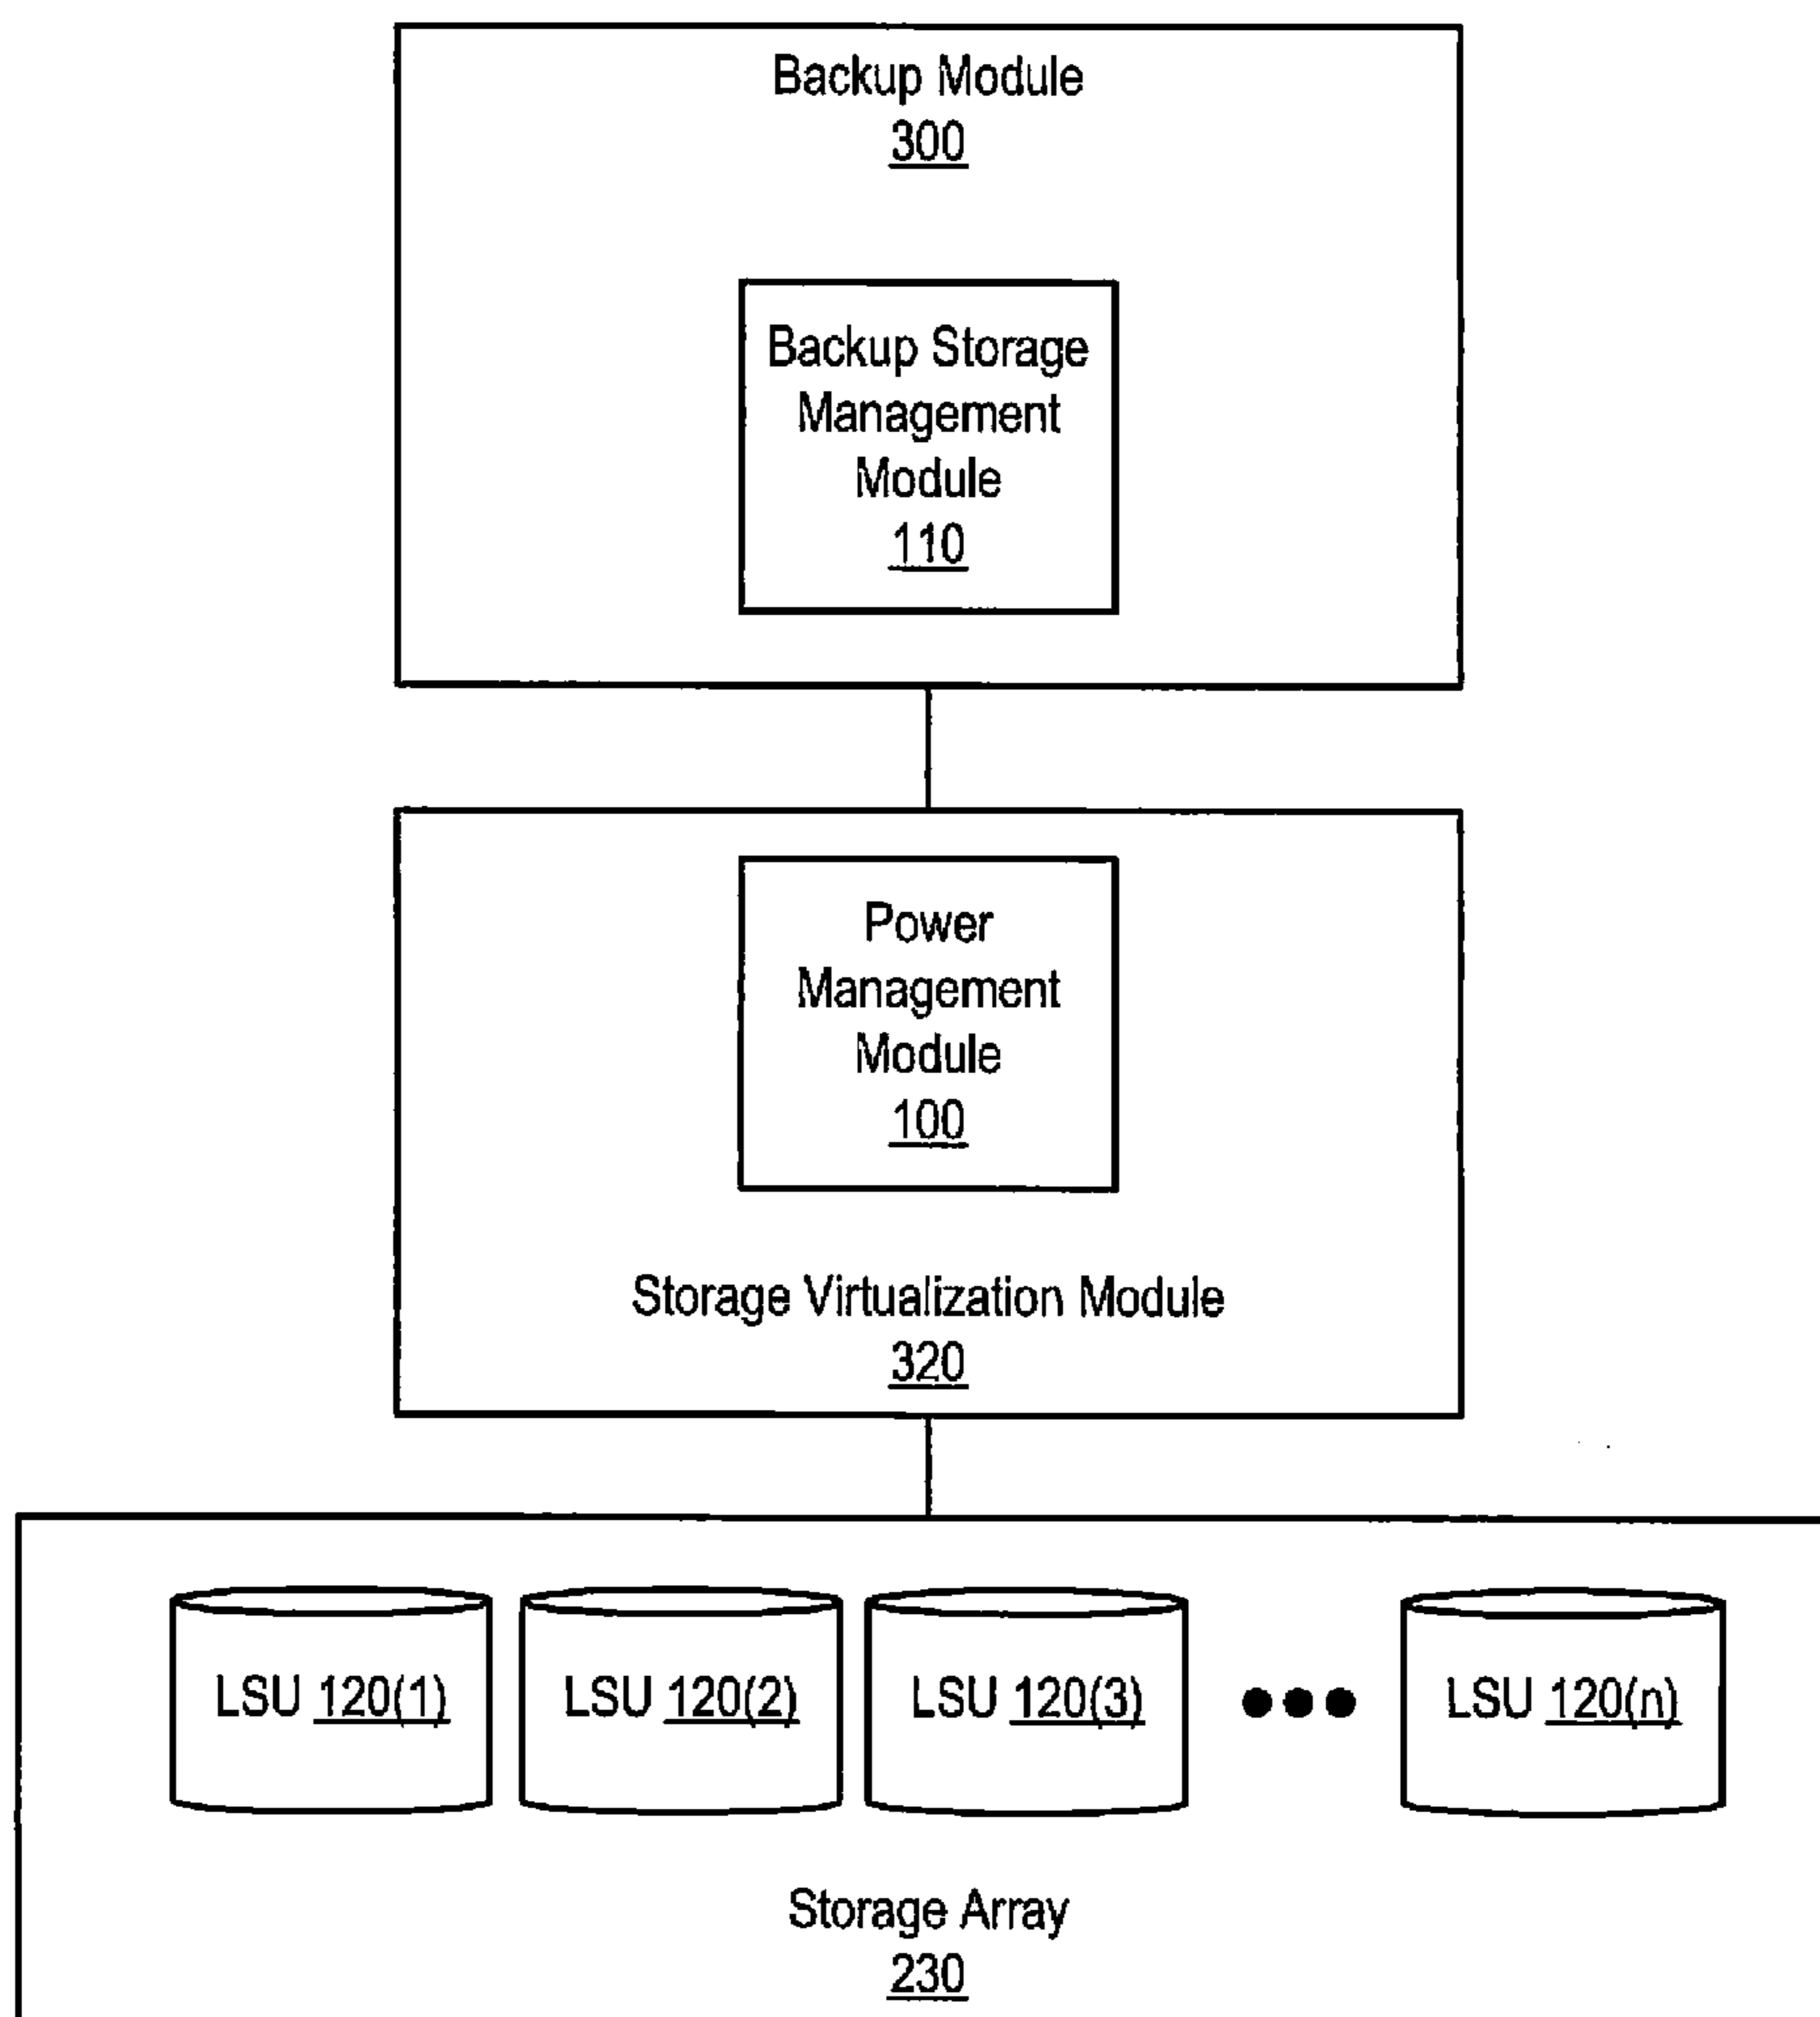 Backup Module
300
Backup Storage
Management
Module
110
Power
Management
Module
100
Storage Virtualization Module
320
LSU 120(1)
LSU 120(2)
LSU 120(3)
LSU 120(n)
Storage Array
230